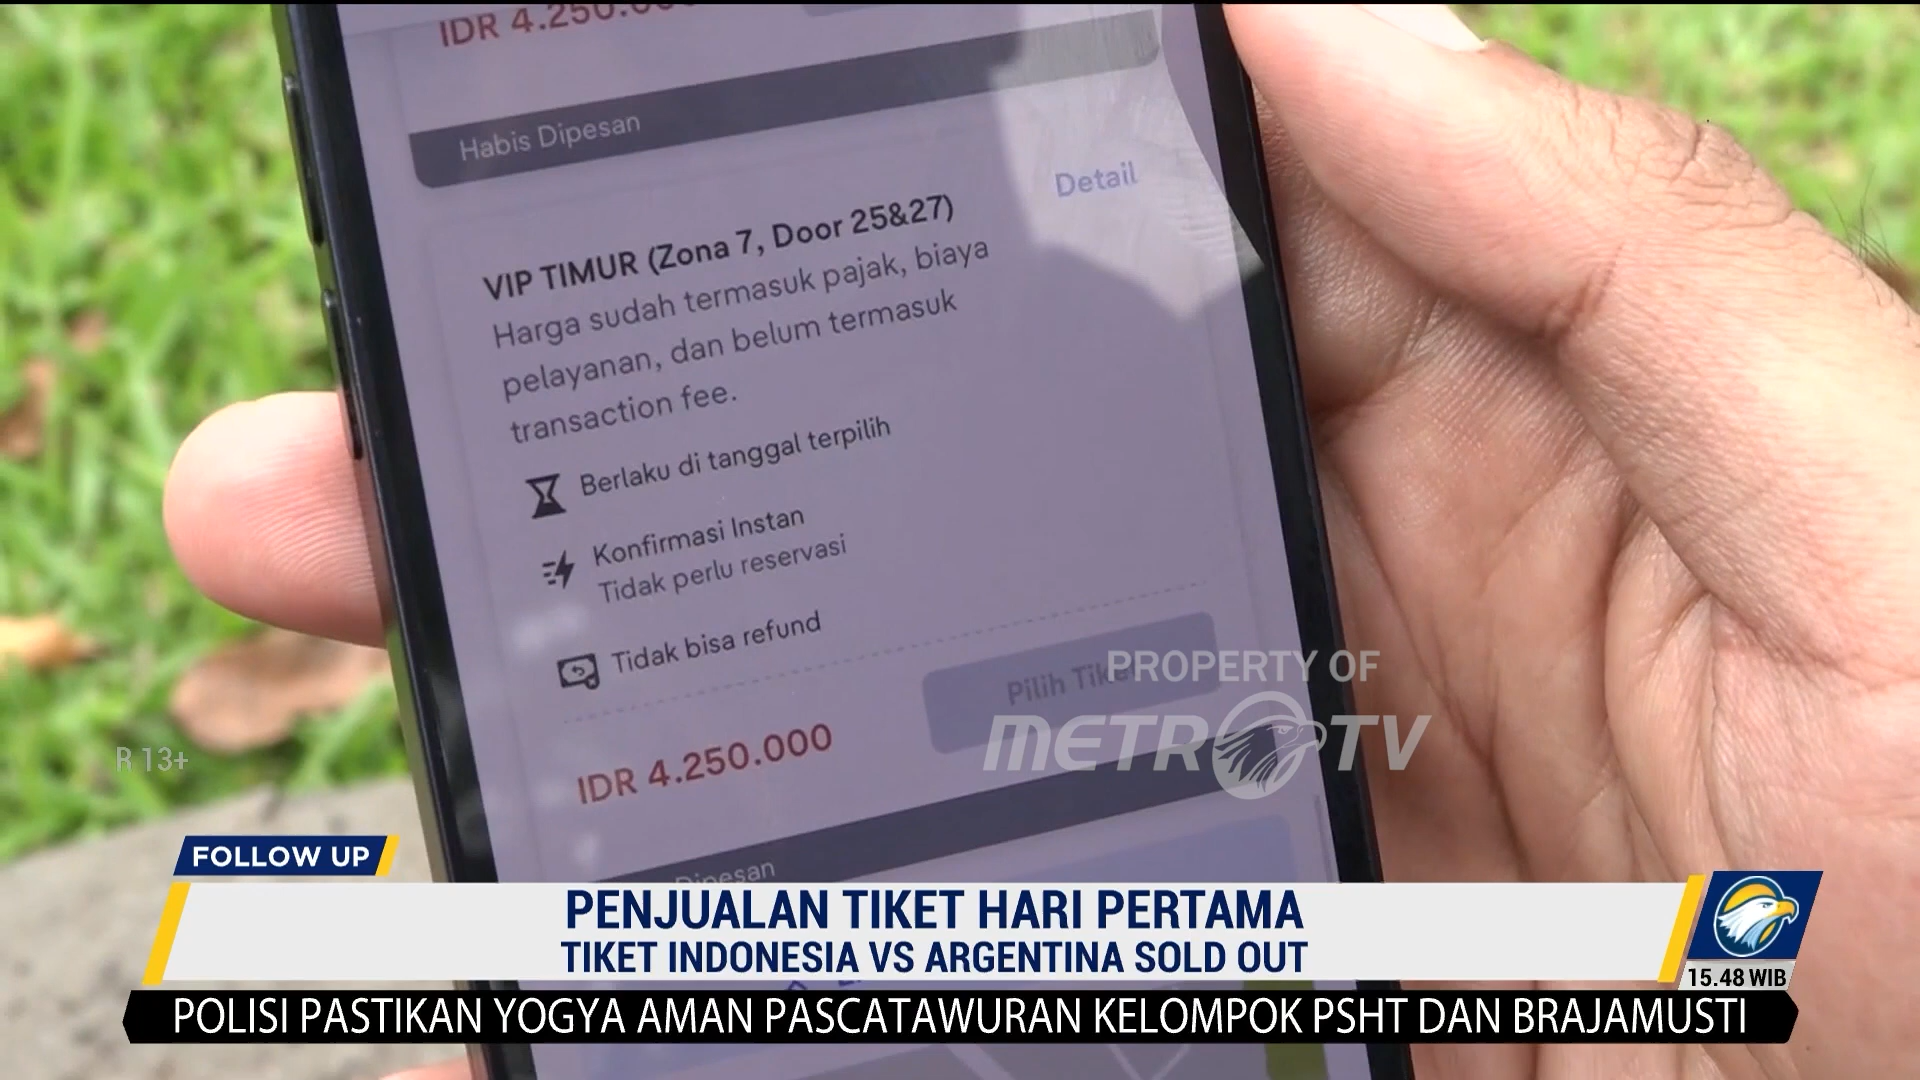 IDR 4.250.000
Habis Dipesan
Detail
VIP TIMUR (Zona 7, Door 25&27)
Harga sudah termasuk pajak, biaya
pelayanan, dan belum termasuk
transaction fee.
Berlaku di tanggal terpilih
Konfirmasi Instan
Tidak perlu reservasi
Tidak bisa refund
Pilih Tiket
IDR 4.250.000
Dipesan
PROPERTY OF
METRO TV
R 13+
FOLLOW UP
PENJUALAN TIKET HARI PERTAMA
TIKET INDONESIA VS ARGENTINA SOLD OUT
15.48 WIB
POLISI PASTIKAN YOGYA AMAN PASCATAWURAN KELOMPOK PSHT DAN BRAJAMUSTI